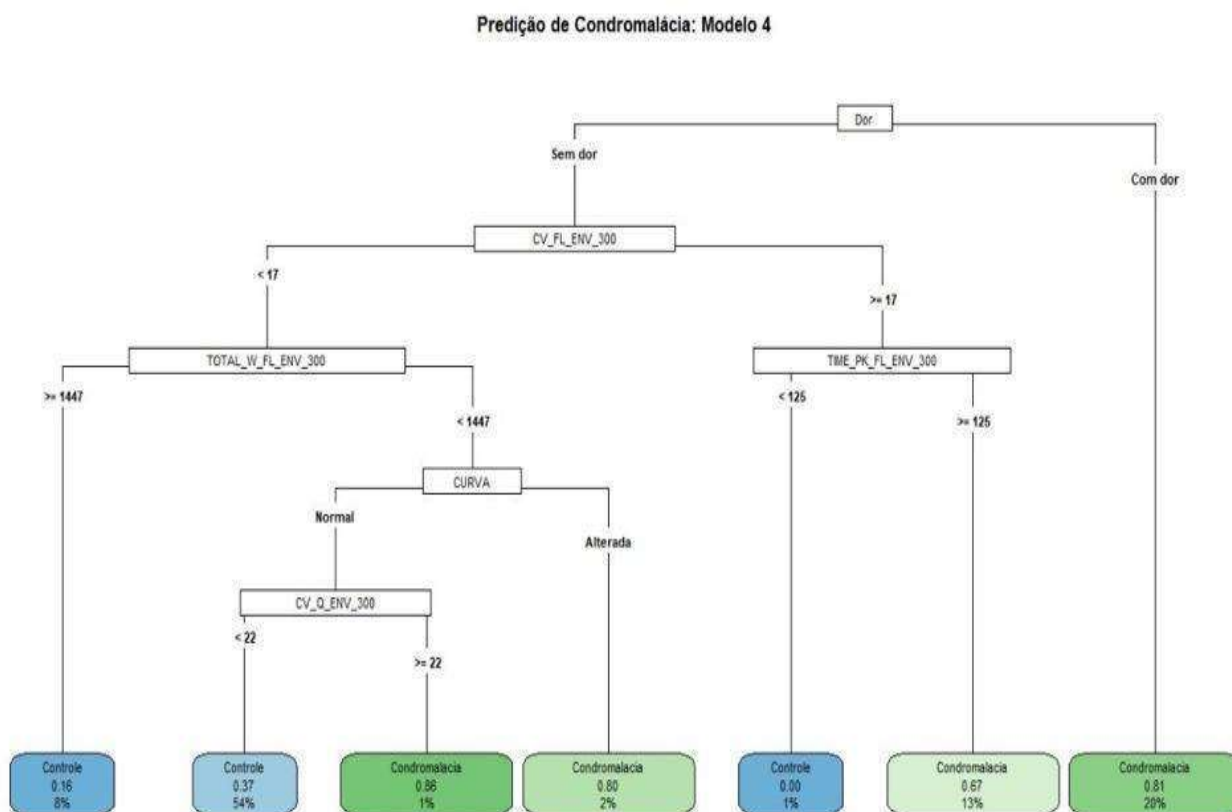 Predição de Condromalácia: Modelo 4
Dor
Sem dor
Com dor
CV_FL_ENV_300
< 17
>= 17
TOTAL_W_FL_ENV_300
TIME_PK_FL_ENV_300
>= 1447
< 1447
< 125
>= 125
CURVA
Normal
Alterada
CV_Q_ENV_300
< 22
>= 22
Controle
0.16
8%
Controle
0.37
54%
Condromalacia
0.86
1%
Condromalacia
0.80
2%
Controle
0.00
1%
Condromalacia
0.67
13%
Condromalacia
0.81
20%